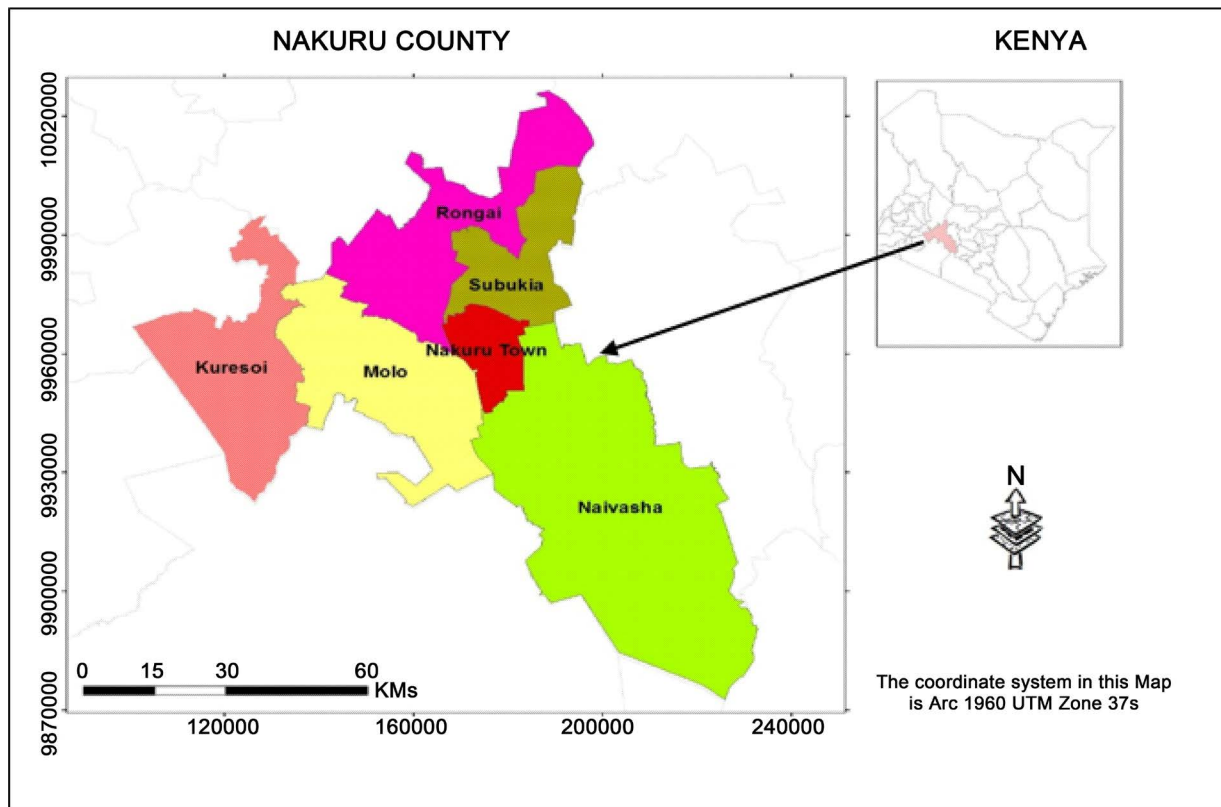 NAKURU COUNTY
KENYA
10020000
9990000
9960000
9930000
9900000
9870000
Rongai
Subukia
Nakuru Town
Kuresoi
Molo
Naivasha
0 15 30 60
KMs
120000 160000 200000 240000
N
The coordinate system in this Map
is Arc 1960 UTM Zone 37s